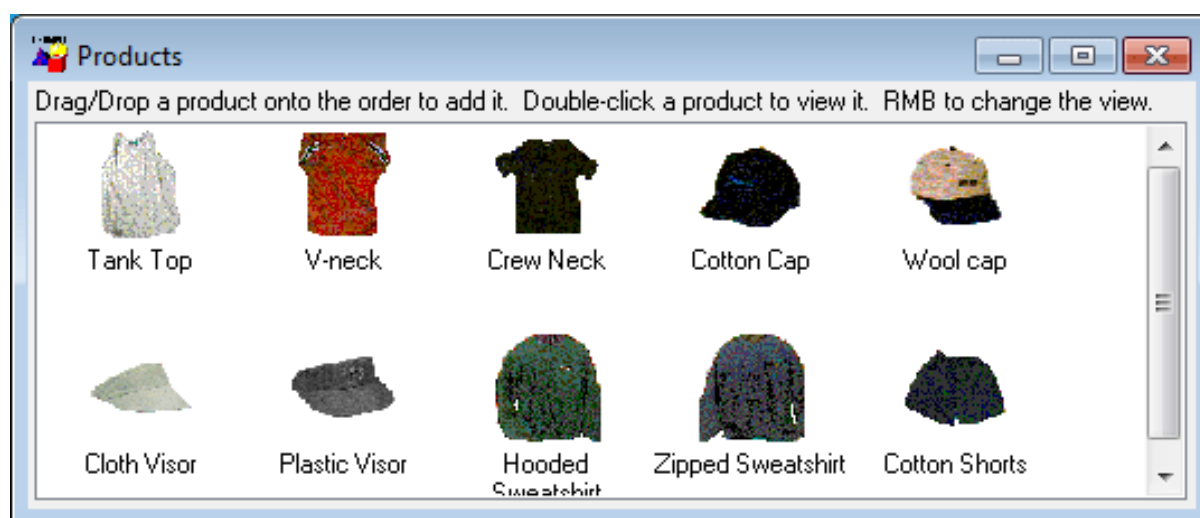 Products
Drag/Drop a product onto the order to add it.  Double-click a product to view it.  RMB to change the view.
Tank Top V-neck Crew Neck Cotton Cap Wool cap
Cloth Visor Plastic Visor Hooded Zipped Sweatshirt Cotton Shorts
Sweatshirt